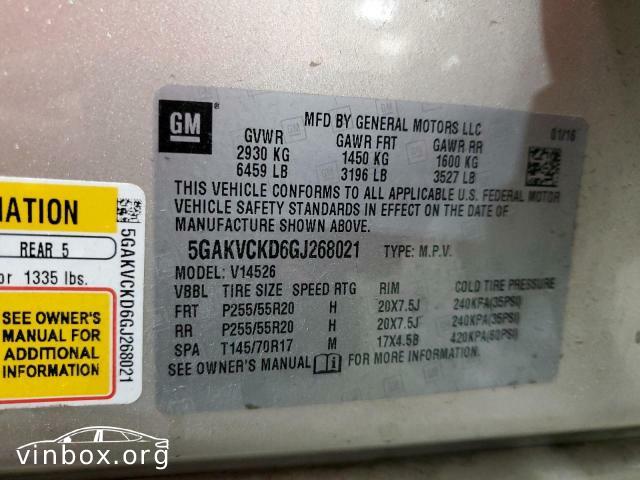 GM
MFD BY GENERAL MOTORS LLC
01/16
GVWR GAWR FRT GAWR RR
2930 KG 1450 KG 1600 KG
6459 LB 3196 LB 3527 LB
THIS VEHICLE CONFORMS TO ALL APPLICABLE U.S. FEDERAL MOTOR
VEHICLE SAFETY STANDARDS IN EFFECT ON THE DATE OF
MANUFACTURE SHOWN ABOVE.
5GAKVCKD6GJ268021 TYPE: M.P.V.
MODEL: V14526
VBBL TIRE SIZE SPEED RTG RIM COLD TIRE PRESSURE
FRT P255/55R20 H 20X7.5J 240KPA(35PSI)
RR P255/55R20 H 20X7.5J 240KPA(35PSI)
SPA T145/70R17 M 17X4.5B 420KPA(60PSI)
SEE OWNER'S MANUAL FOR MORE INFORMATION.
MATION
REAR 5
or 1335 lbs.
SEE OWNER'S
MANUAL FOR
ADDITIONAL
INFORMATION
5GAKVCKD6GJ268021
vinbox.org